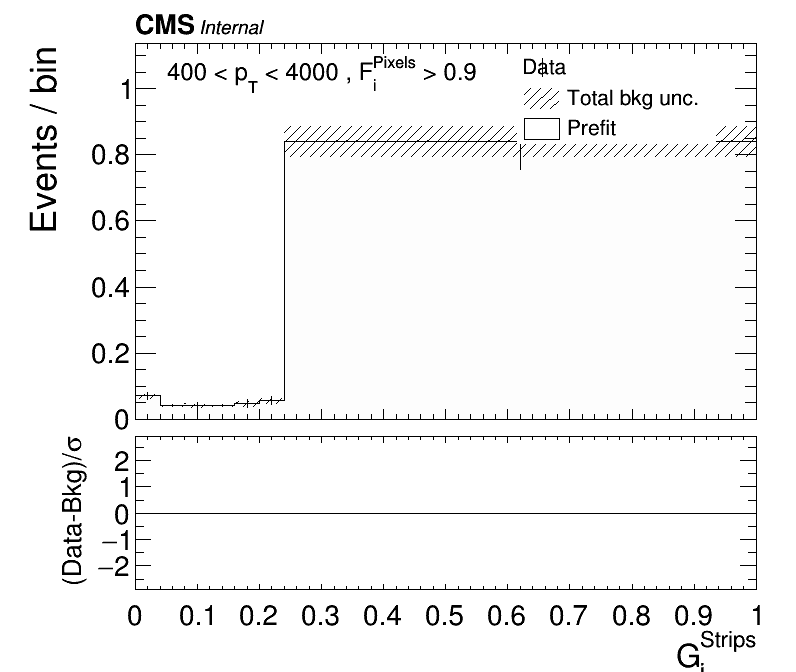 CMS Internal
400 < p_T < 4000 , F_i^Pixels > 0.9
Data
Total bkg unc.
Prefit
Events / bin
1
0.8
0.6
0.4
0.2
0
(Data-Bkg)/σ
2
1
0
−1
−2
0 0.1 0.2 0.3 0.4 0.5 0.6 0.7 0.8 0.9 1
G_i^Strips